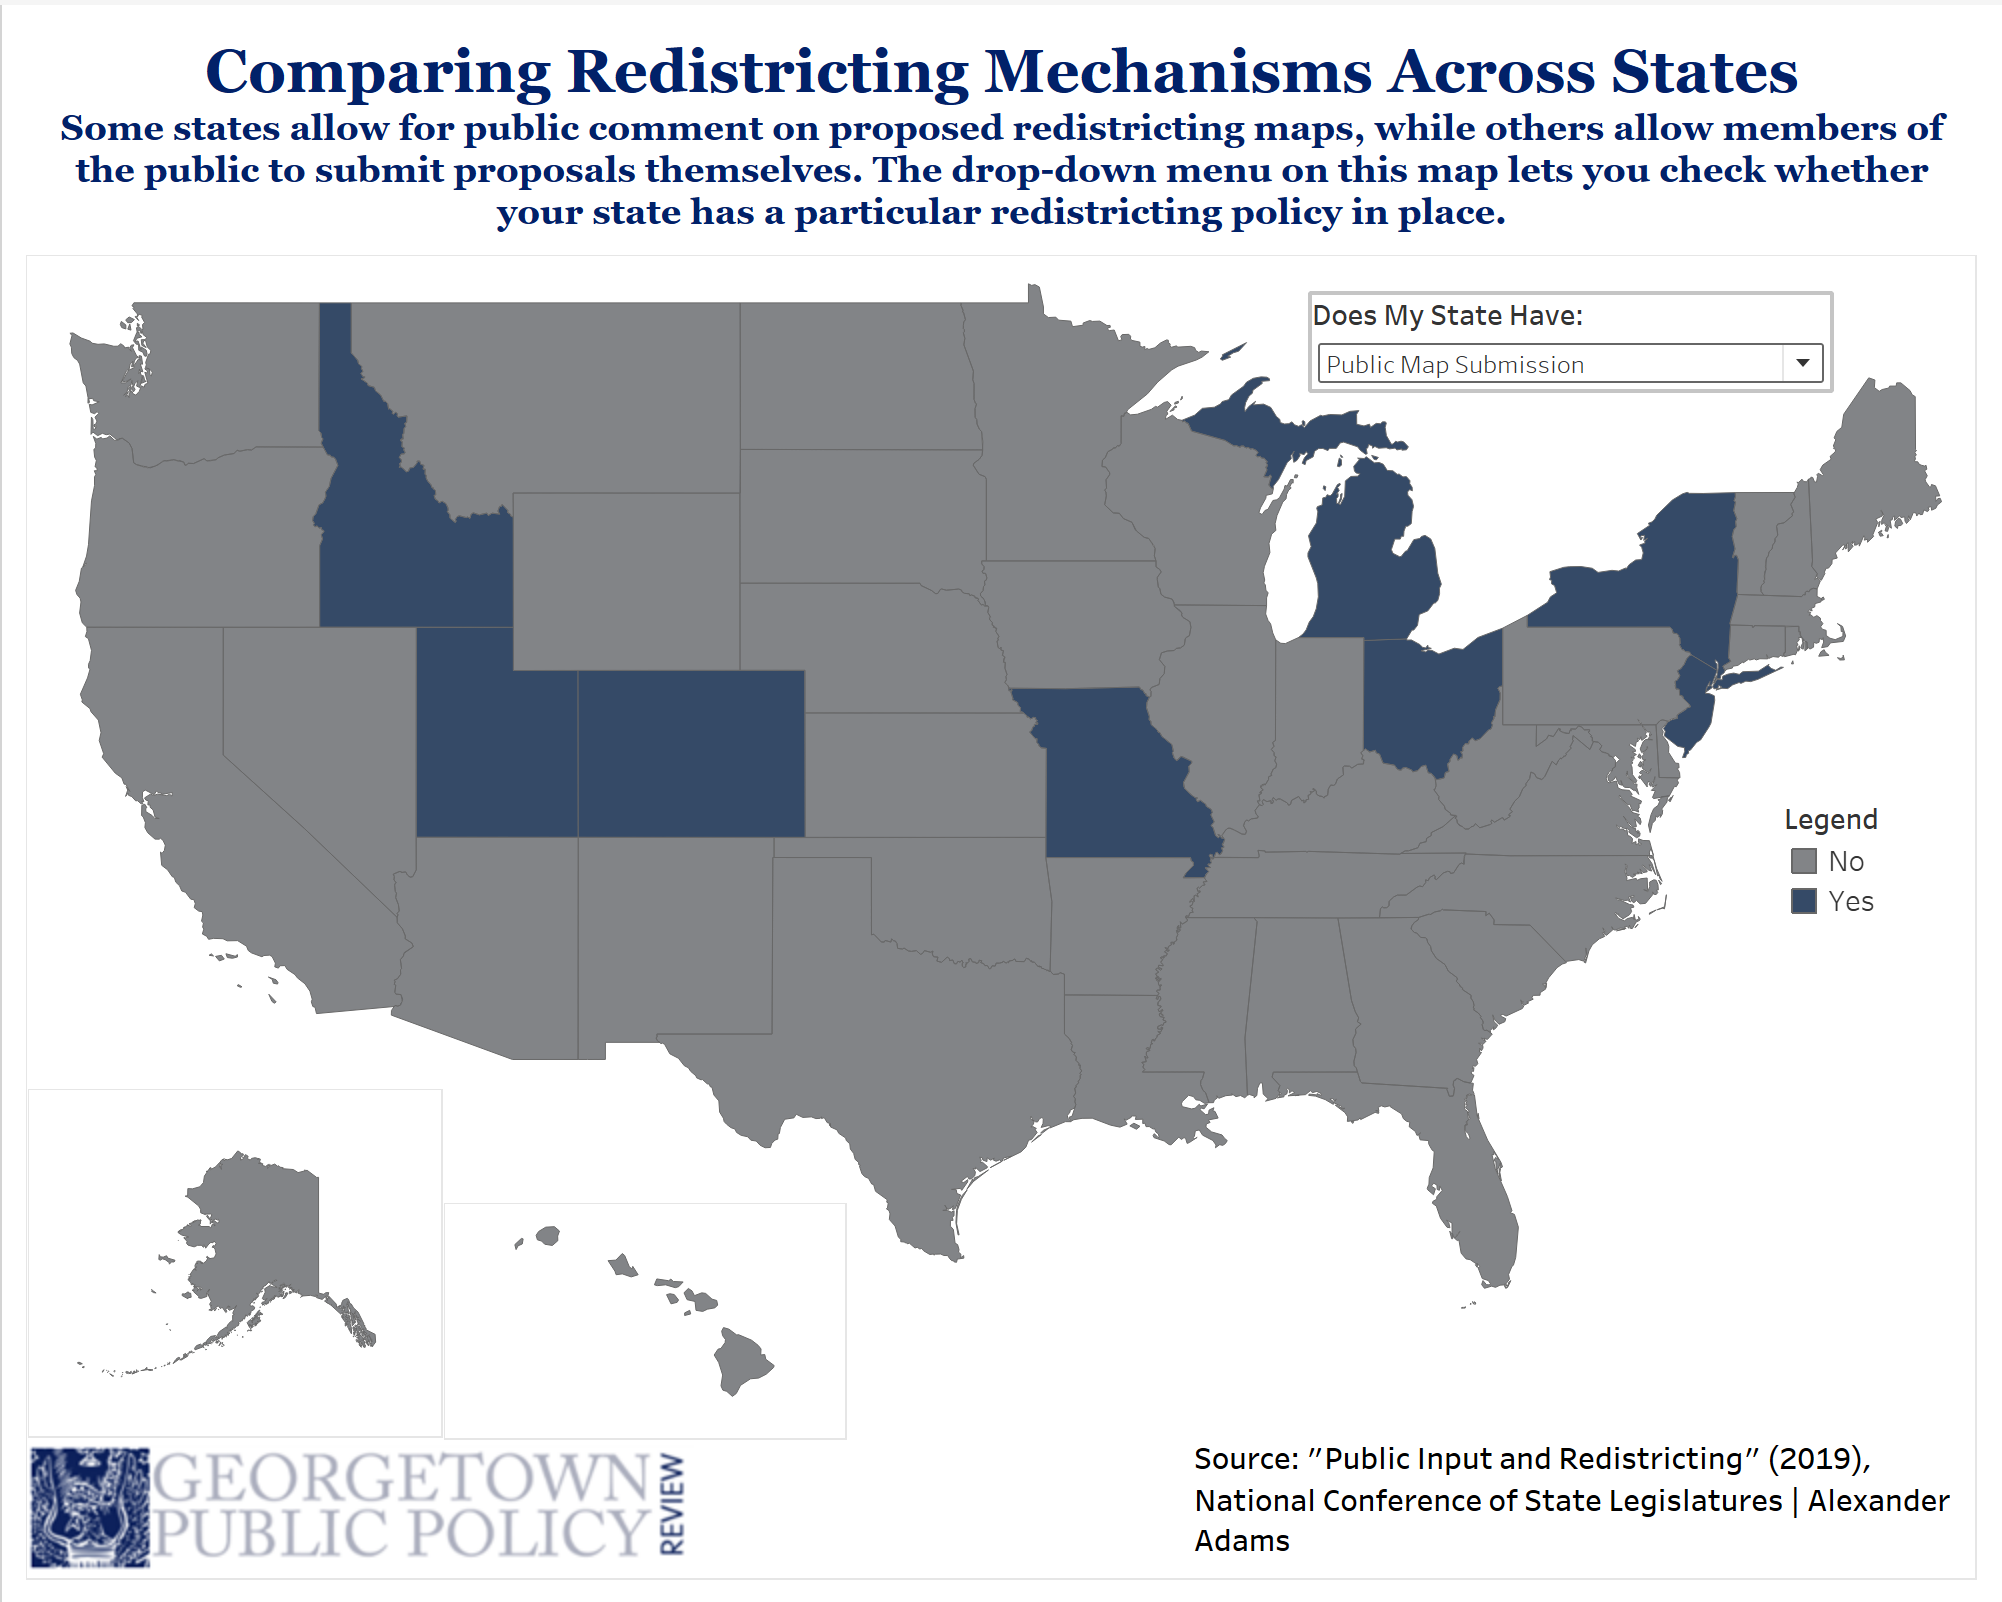 Comparing Redistricting Mechanisms Across States
Some states allow for public comment on proposed redistricting maps, while others allow members of
the public to submit proposals themselves. The drop-down menu on this map lets you check whether
your state has a particular redistricting policy in place.
Does My State Have:
Public Map Submission
Legend
No
Yes
GEORGETOWN
PUBLIC POLICY
REVIEW
Source: "Public Input and Redistricting" (2019),
National Conference of State Legislatures | Alexander
Adams